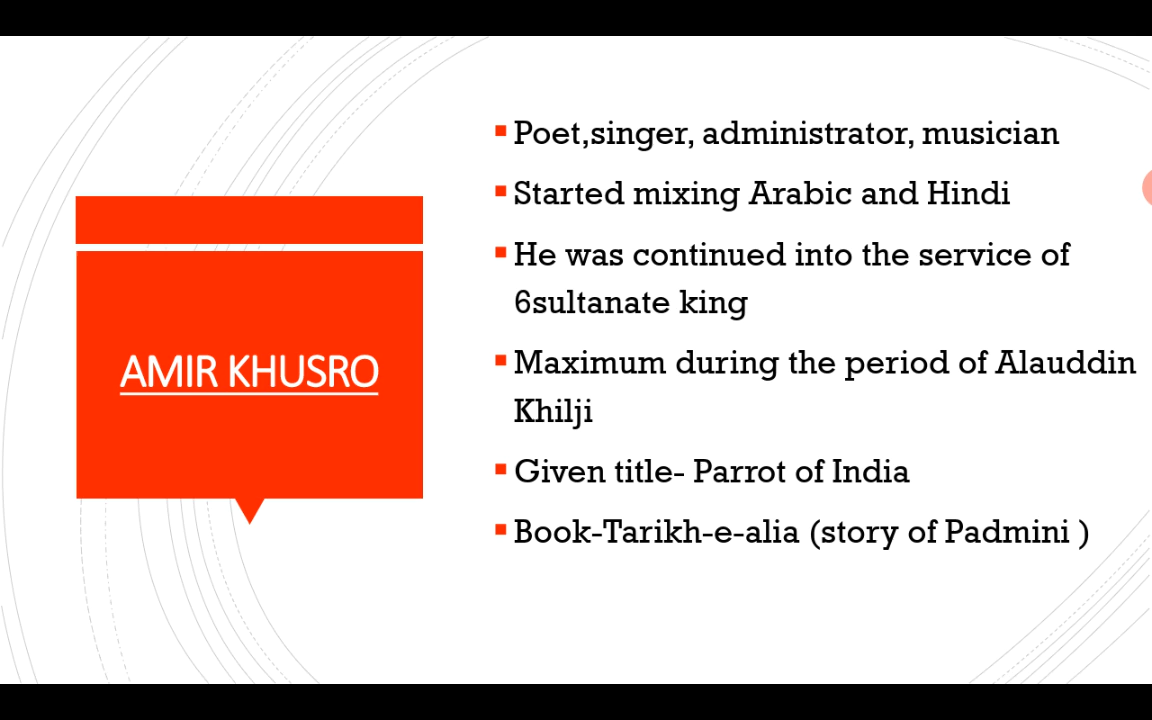 AMIR KHUSRO
Poet,singer, administrator, musician
Started mixing Arabic and Hindi
He was continued into the service of
6sultanate king
Maximum during the period of Alauddin
Khilji
Given title- Parrot of India
Book-Tarikh-e-alia (story of Padmini )